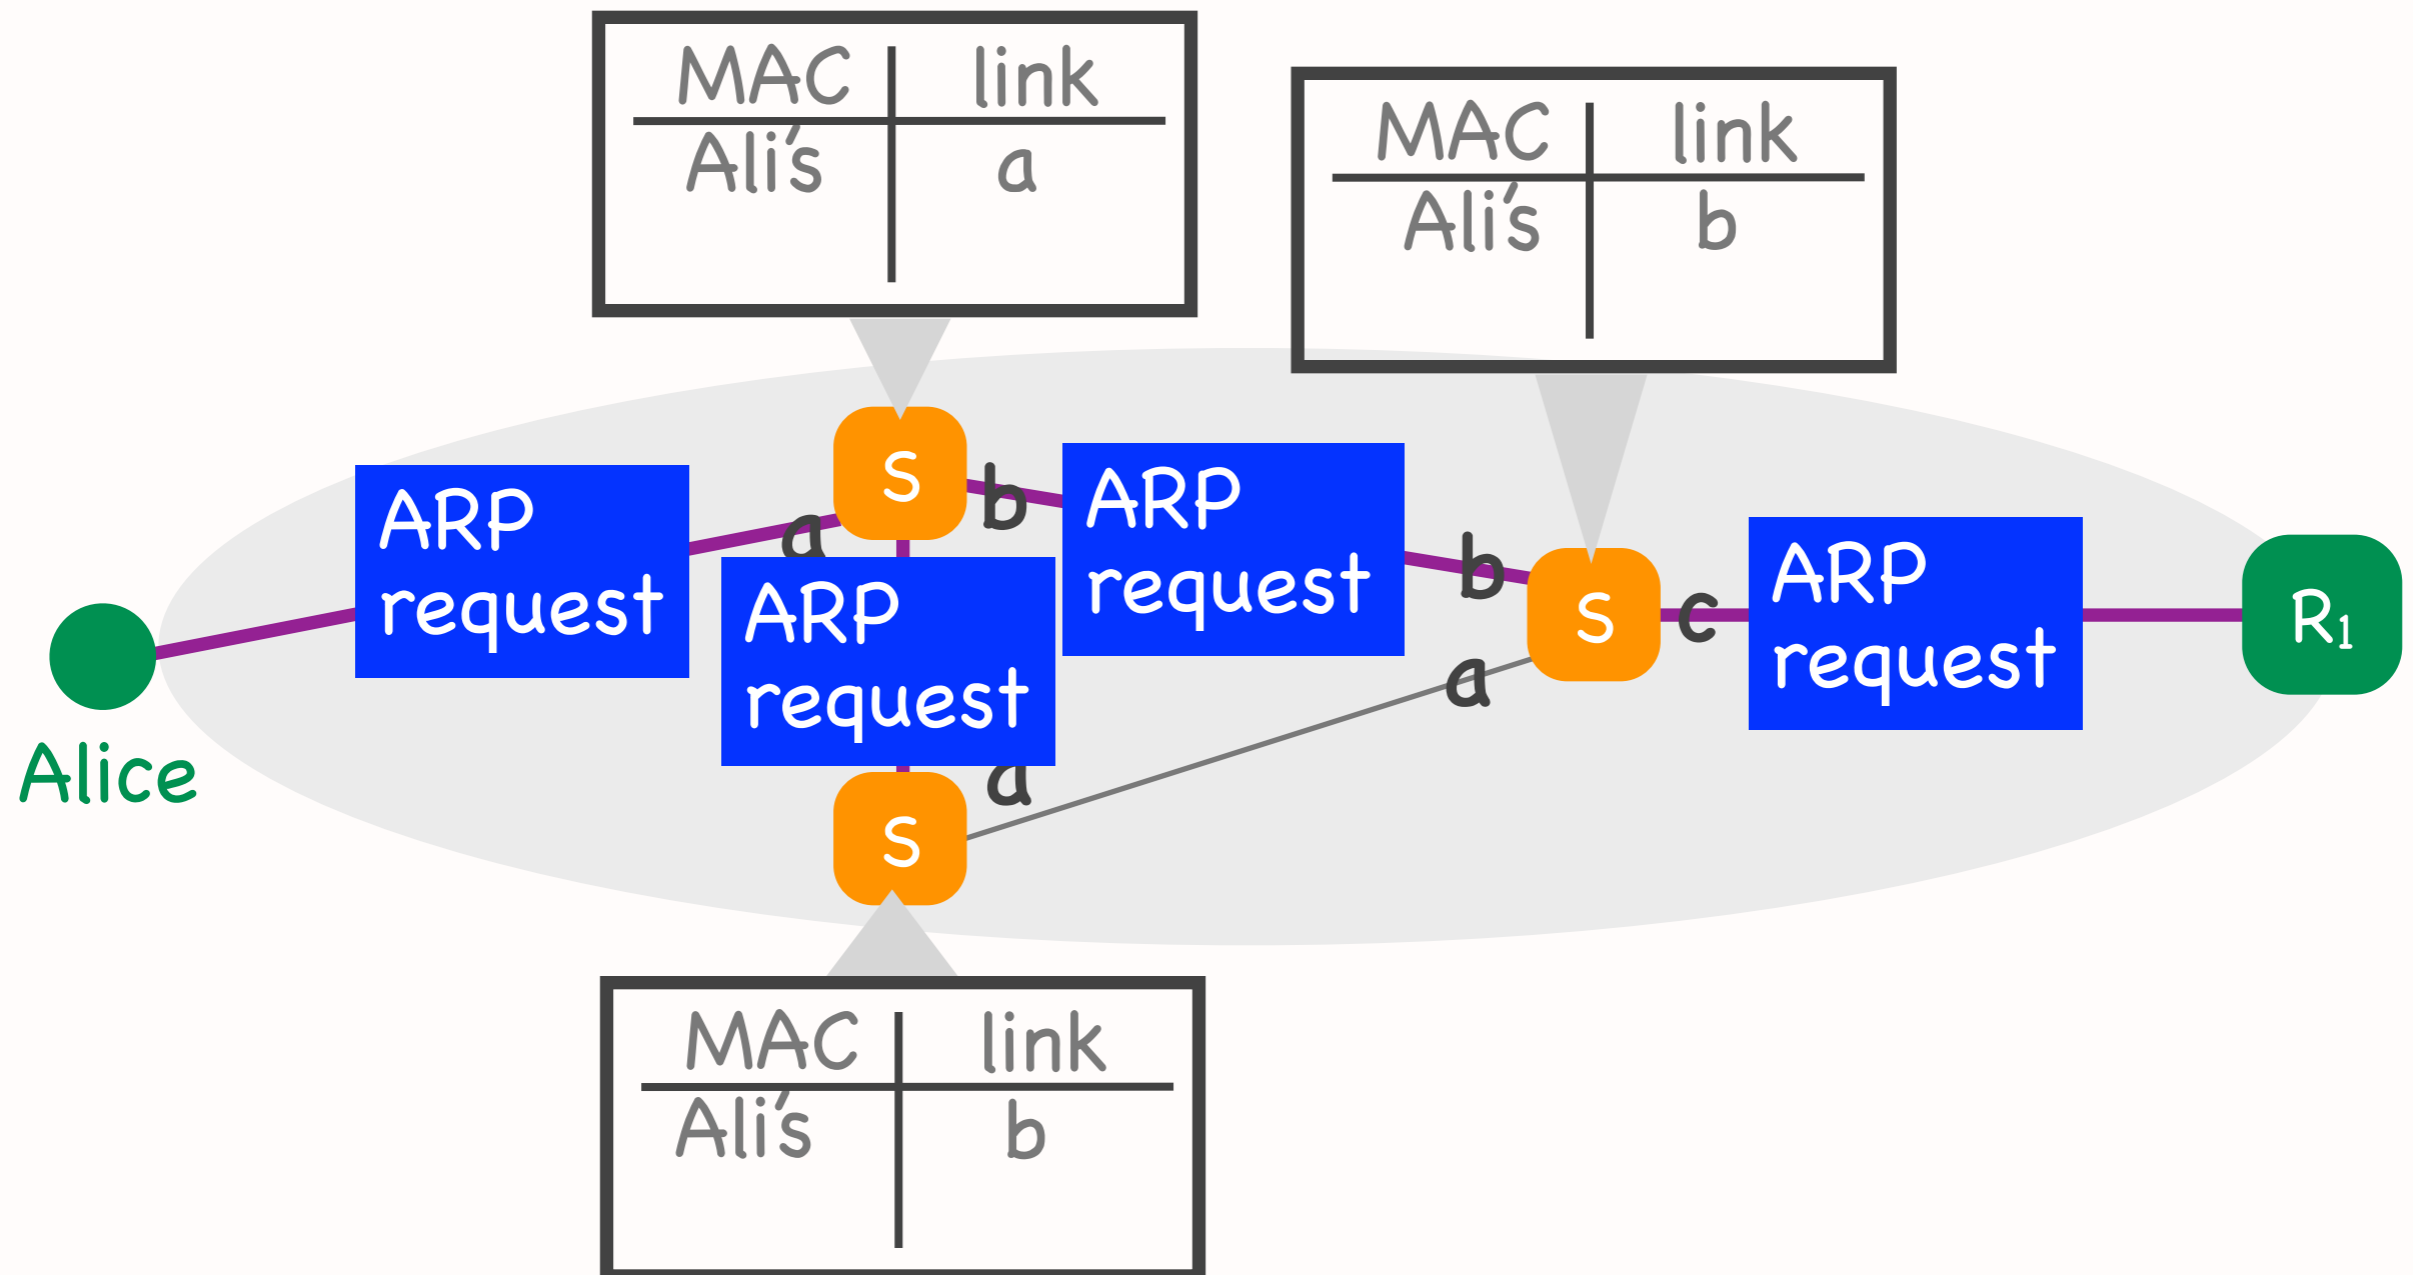 MAC link
Ali's a
MAC link
Ali's b
S
b
ARP
request
a
ARP
request
b
S
c
ARP
request
R1
ARP
request
a
a
Alice
S
MAC link
Ali's b